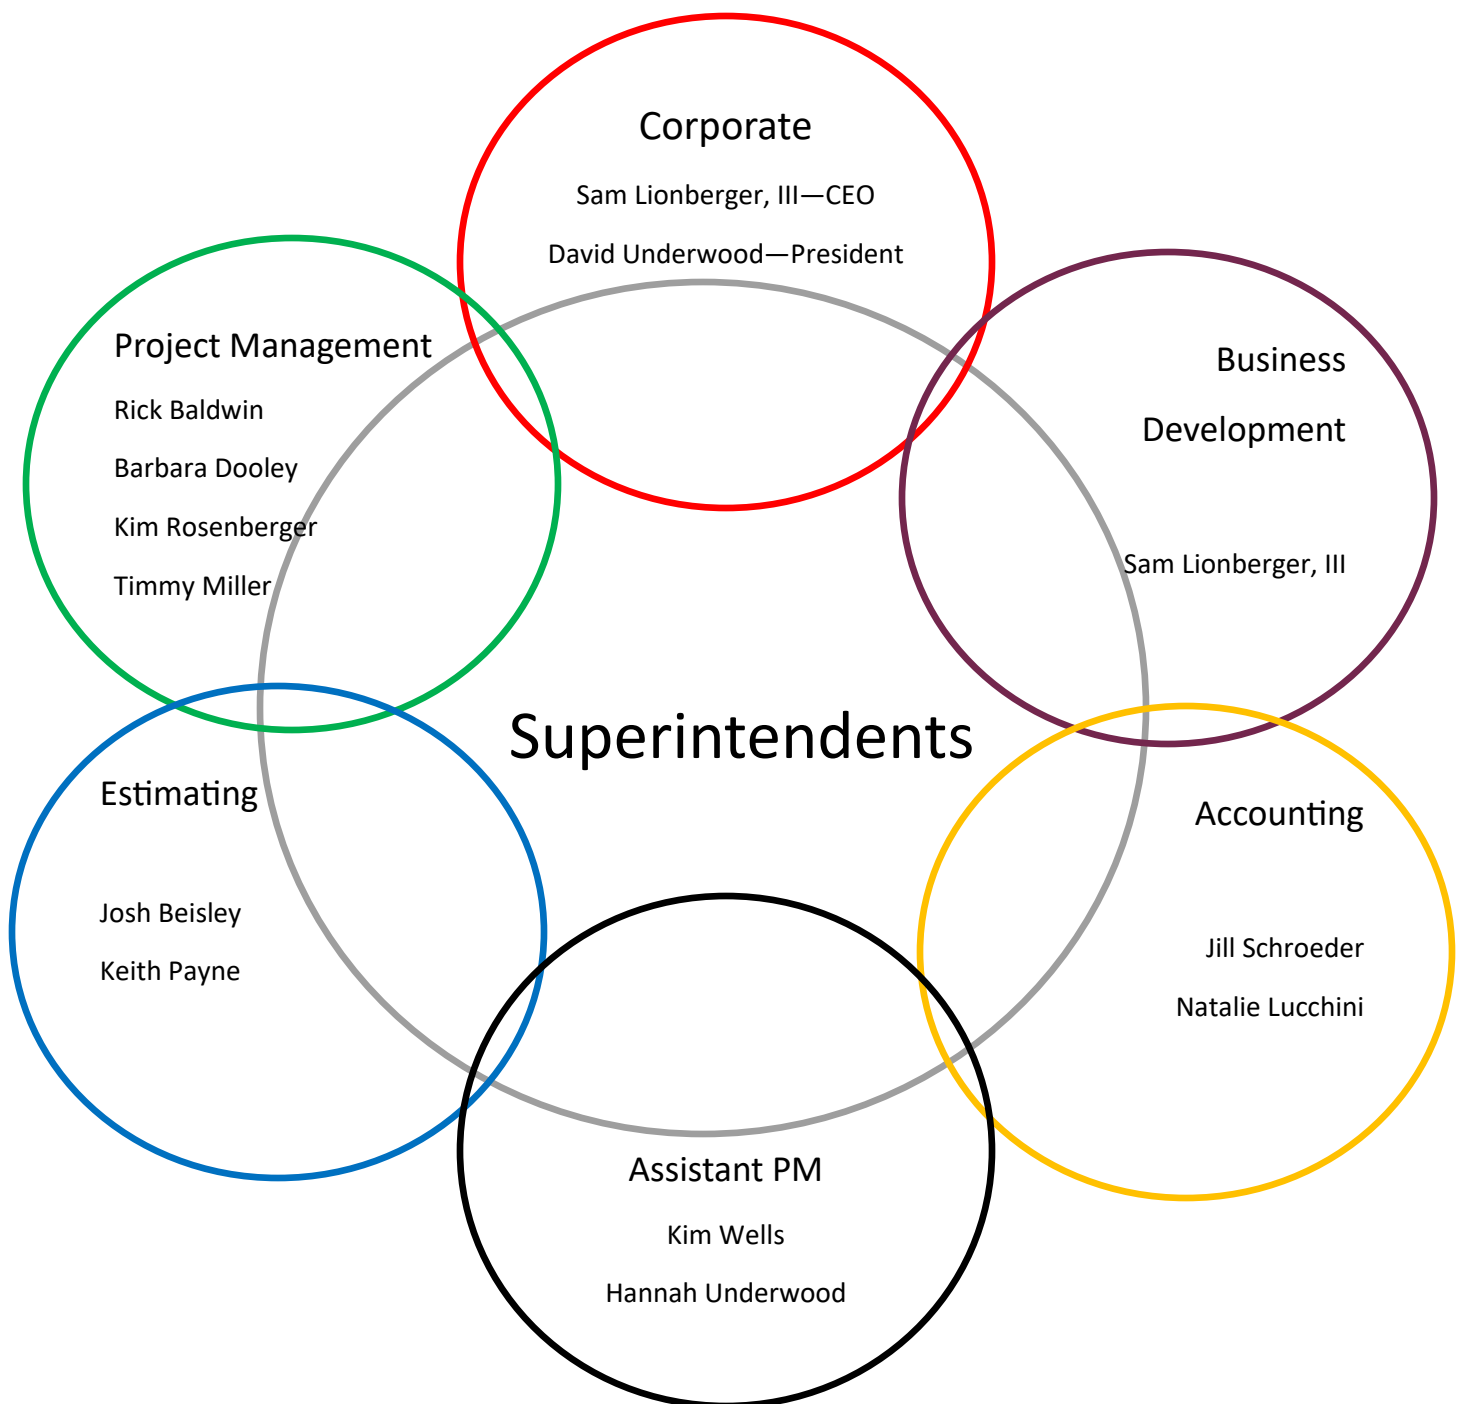 Corporate
Sam Lionberger, III—CEO
David Underwood—President
Project Management
Rick Baldwin
Barbara Dooley
Kim Rosenberger
Timmy Miller
Business
Development
Sam Lionberger, III
Superintendents
Estimating
Josh Beisley
Keith Payne
Accounting
Jill Schroeder
Natalie Lucchini
Assistant PM
Kim Wells
Hannah Underwood